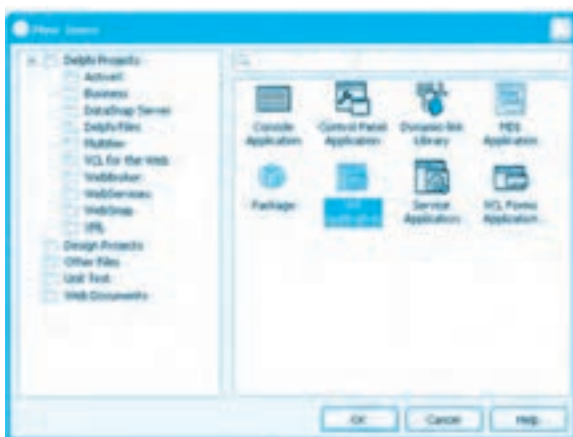 New Items
Delphi Projects
ActiveX
Business
DataSnap Server
Delphi Files
Multitier
VCL for the Web
WebBroker
WebServices
WebSnap
XML
Design Projects
Other Files
Unit Test
Web Documents
Console Application
Control Panel Application
Dynamic-link Library
MDI Application
Package
Application
Service Application
VCL Forms Application
OK
Cancel
Help